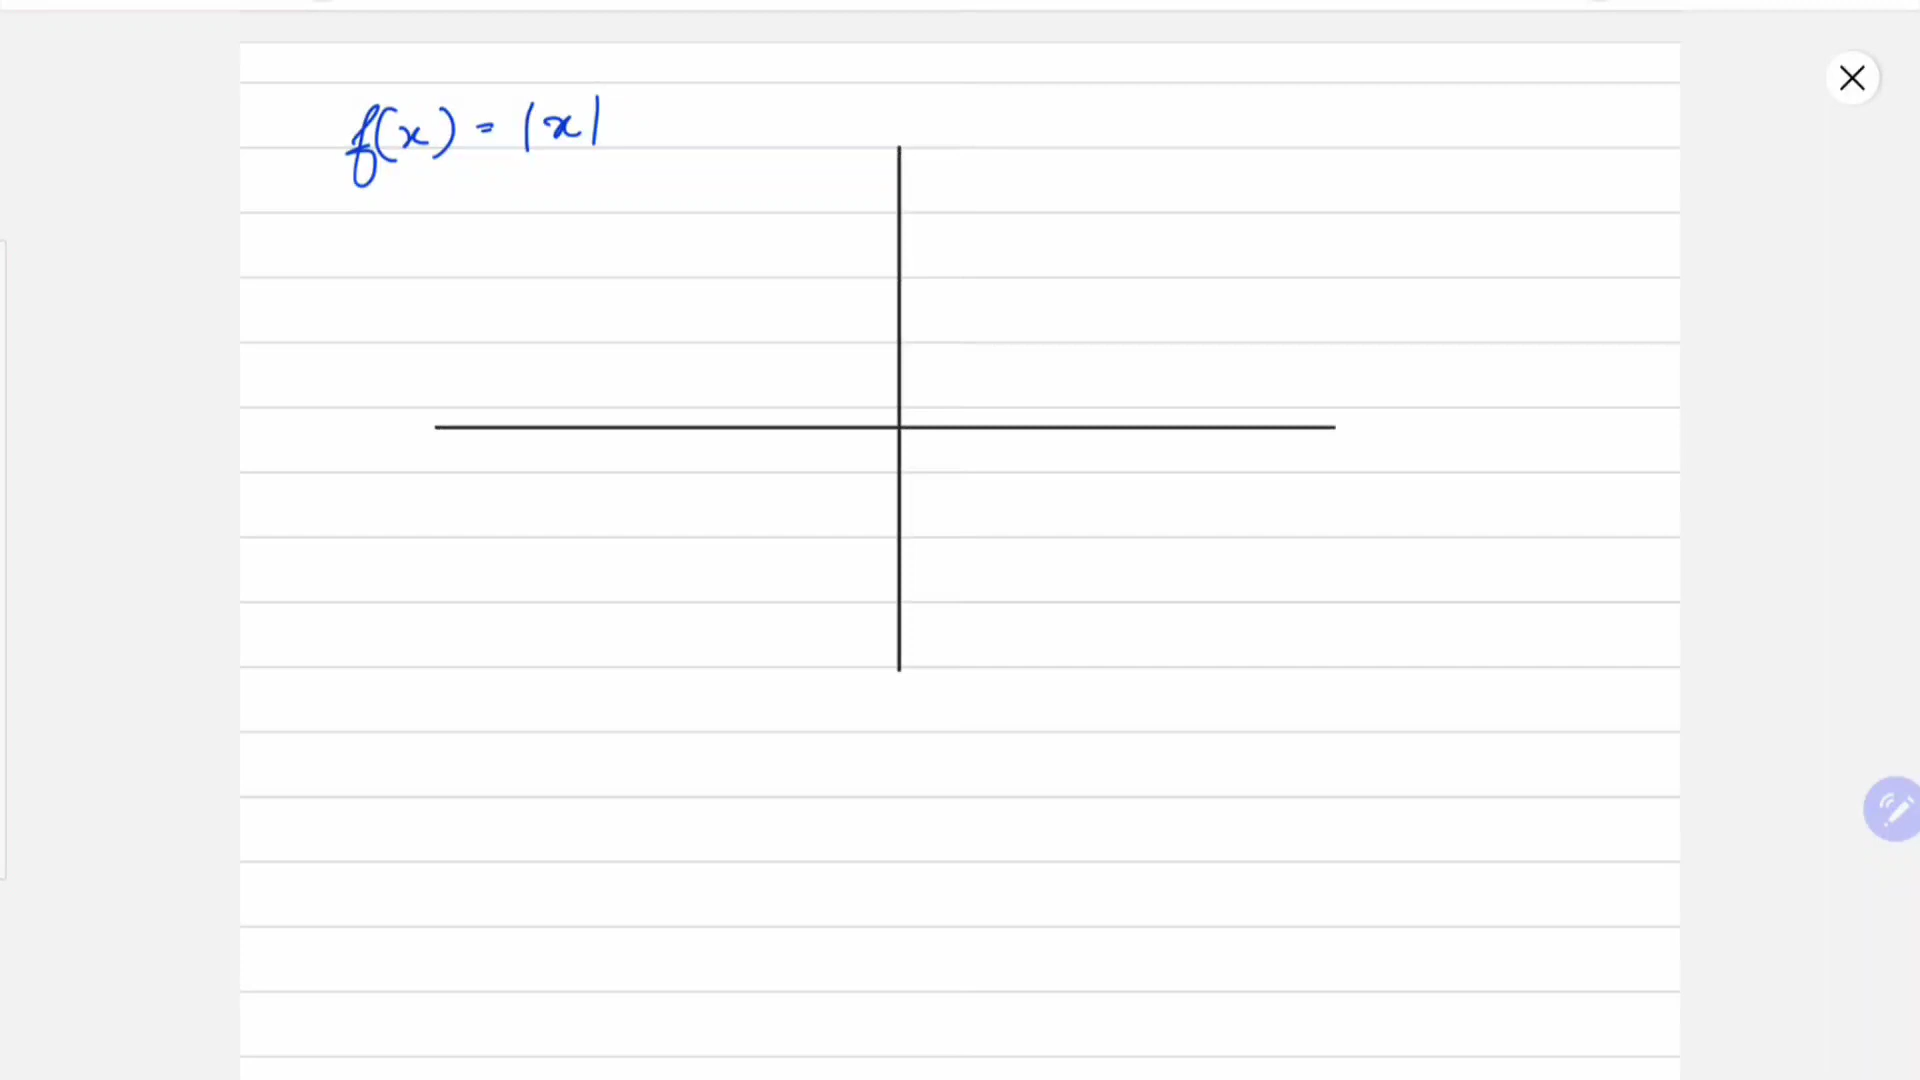 f(x) = |x|